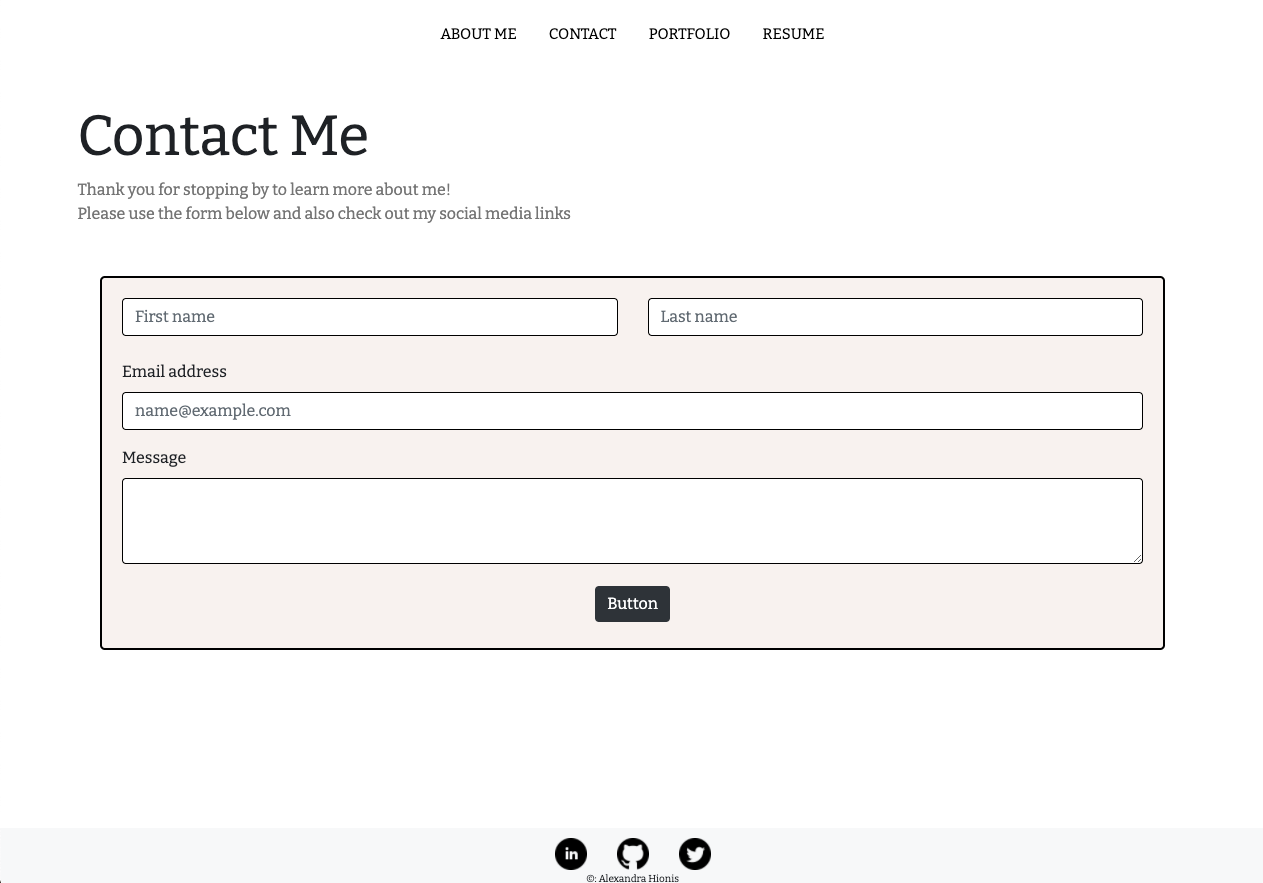 ABOUT ME CONTACT PORTFOLIO RESUME
Contact Me
Thank you for stopping by to learn more about me!
Please use the form below and also check out my social media links
First name Last name
Email address
name@example.com
Message
Button
in
©: Alexandra Hionis